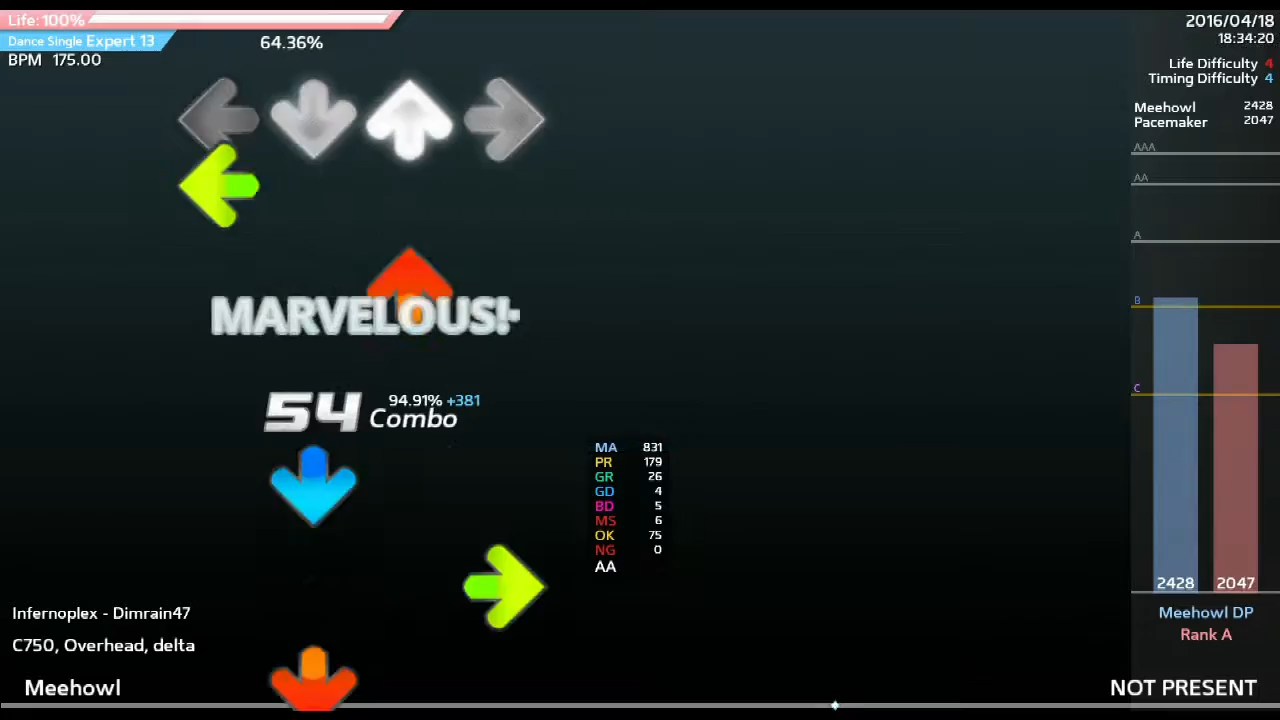 Life: 100%
Dance Single Expert 13
BPM 175.00
64.36%
2016/04/18
18:34:20
Life Difficulty 4
Timing Difficulty 4
Meehowl 2428
Pacemaker 2047
AAA
AA
A
B
C
MARVELOUS!
94.91% +381
54 Combo
MA 831
PR 179
GR 26
GD 4
BD 5
MS 6
OK 75
NG 0
AA
2428 2047
Meehowl DP
Rank A
Infernoplex - Dimrain47
C750, Overhead, delta
Meehowl
NOT PRESENT